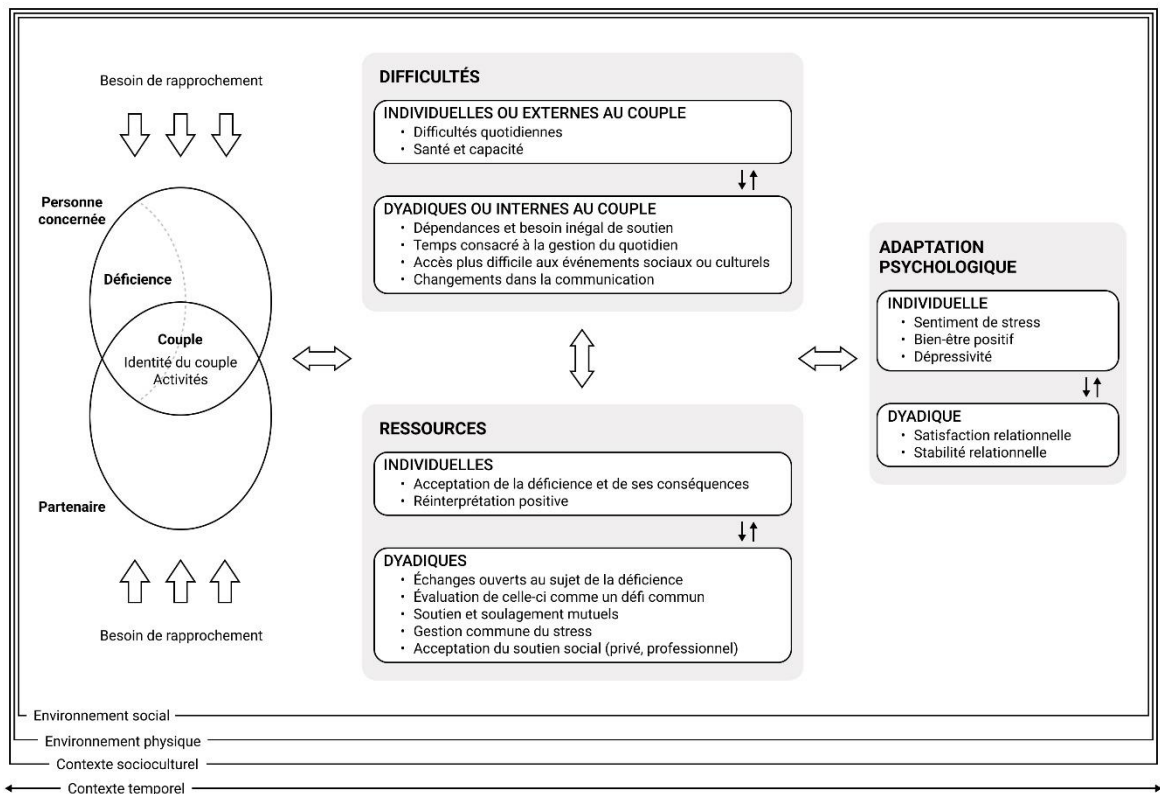 Besoin de rapprochement
Personne
concernée
Déficience
Couple
Identité du couple
Activités
Partenaire
Besoin de rapprochement
DIFFICULTÉS
INDIVIDUELLES OU EXTERNES AU COUPLE
• Difficultés quotidiennes
• Santé et capacité
DYADIQUES OU INTERNES AU COUPLE
• Dépendances et besoin inégal de soutien
• Temps consacré à la gestion du quotidien
• Accès plus difficile aux événements sociaux ou culturels
• Changements dans la communication
RESSOURCES
INDIVIDUELLES
• Acceptation de la déficience et de ses conséquences
• Réinterprétation positive
DYADIQUES
• Échanges ouverts au sujet de la déficience
• Évaluation de celle-ci comme un défi commun
• Soutien et soulagement mutuels
• Gestion commune du stress
• Acceptation du soutien social (privé, professionnel)
ADAPTATION
PSYCHOLOGIQUE
INDIVIDUELLE
• Sentiment de stress
• Bien-être positif
• Dépressivité
DYADIQUE
• Satisfaction relationnelle
• Stabilité relationnelle
Environnement social
Environnement physique
Contexte socioculturel
Contexte temporel